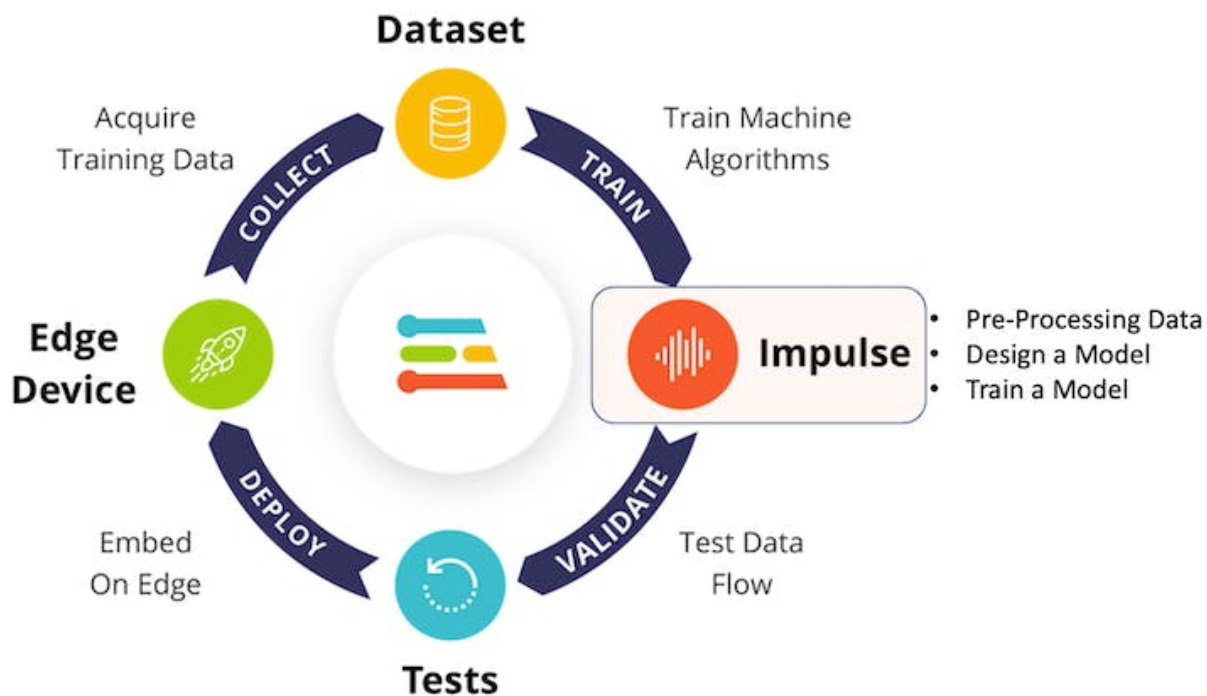 Dataset
Acquire
Training Data
COLLECT
TRAIN
Train Machine
Algorithms
Edge
Device
Impulse
• Pre-Processing Data
• Design a Model
• Train a Model
DEPLOY
VALIDATE
Embed
On Edge
Test Data
Flow
Tests